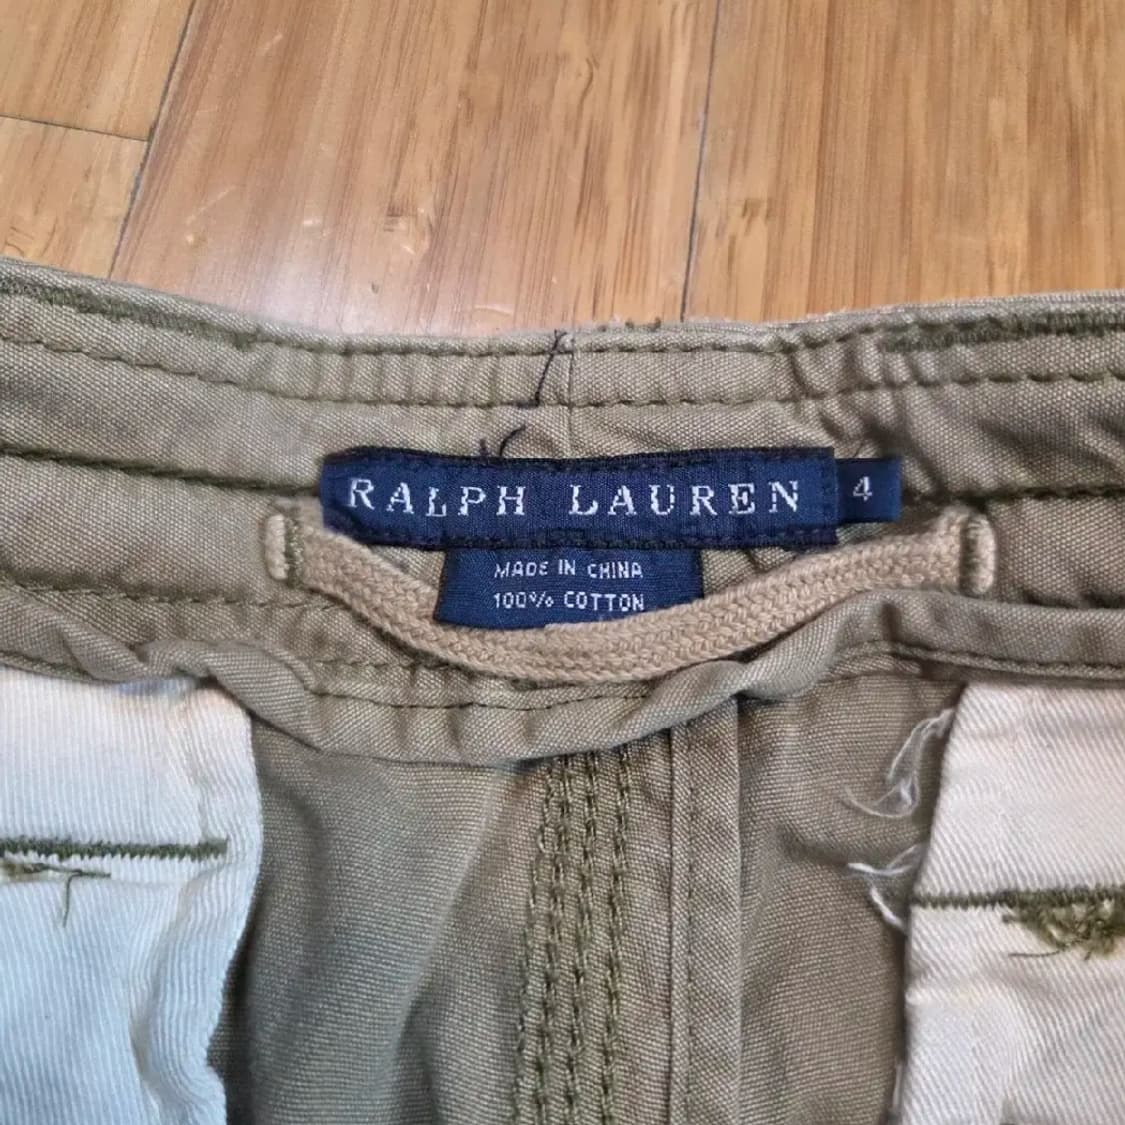 RALPH LAUREN 4
MADE IN CHINA
100% COTTON